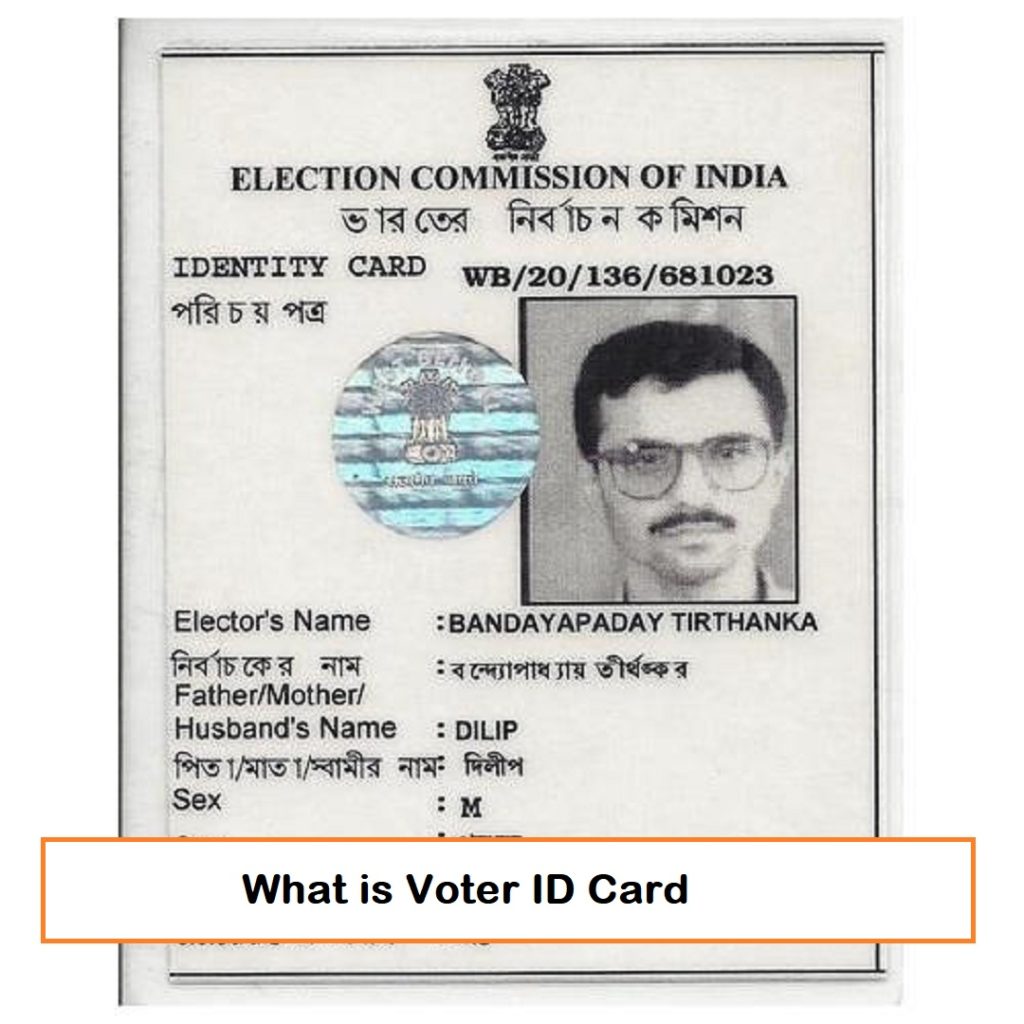 ELECTION COMMISSION OF INDIA
ভারতের নির্বাচন কমিশন
IDENTITY CARD WB/20/136/681023
পরিচয় পত্র
Elector's Name : BANDAYAPADAY TIRTHANKA
নির্বাচকের নাম : বন্দ্যোপাধ্যায় তীর্থঙ্কর
Father/Mother/
Husband's Name : DILIP
পিতা/মাতা/স্বামীর নাম: দিলীপ
Sex : M
What is Voter ID Card